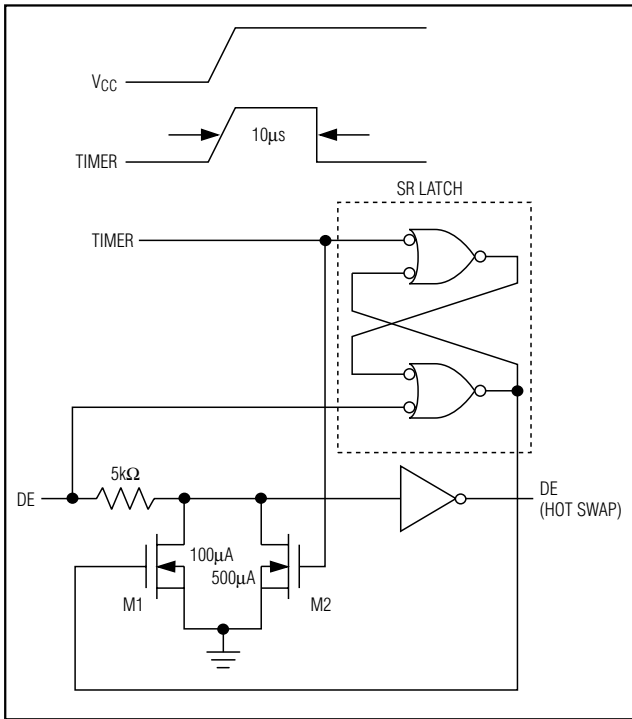 VCC
10µs
TIMER
SR LATCH
TIMER
5kΩ
DE
DE
(HOT SWAP)
100µA
500µA
M1
M2